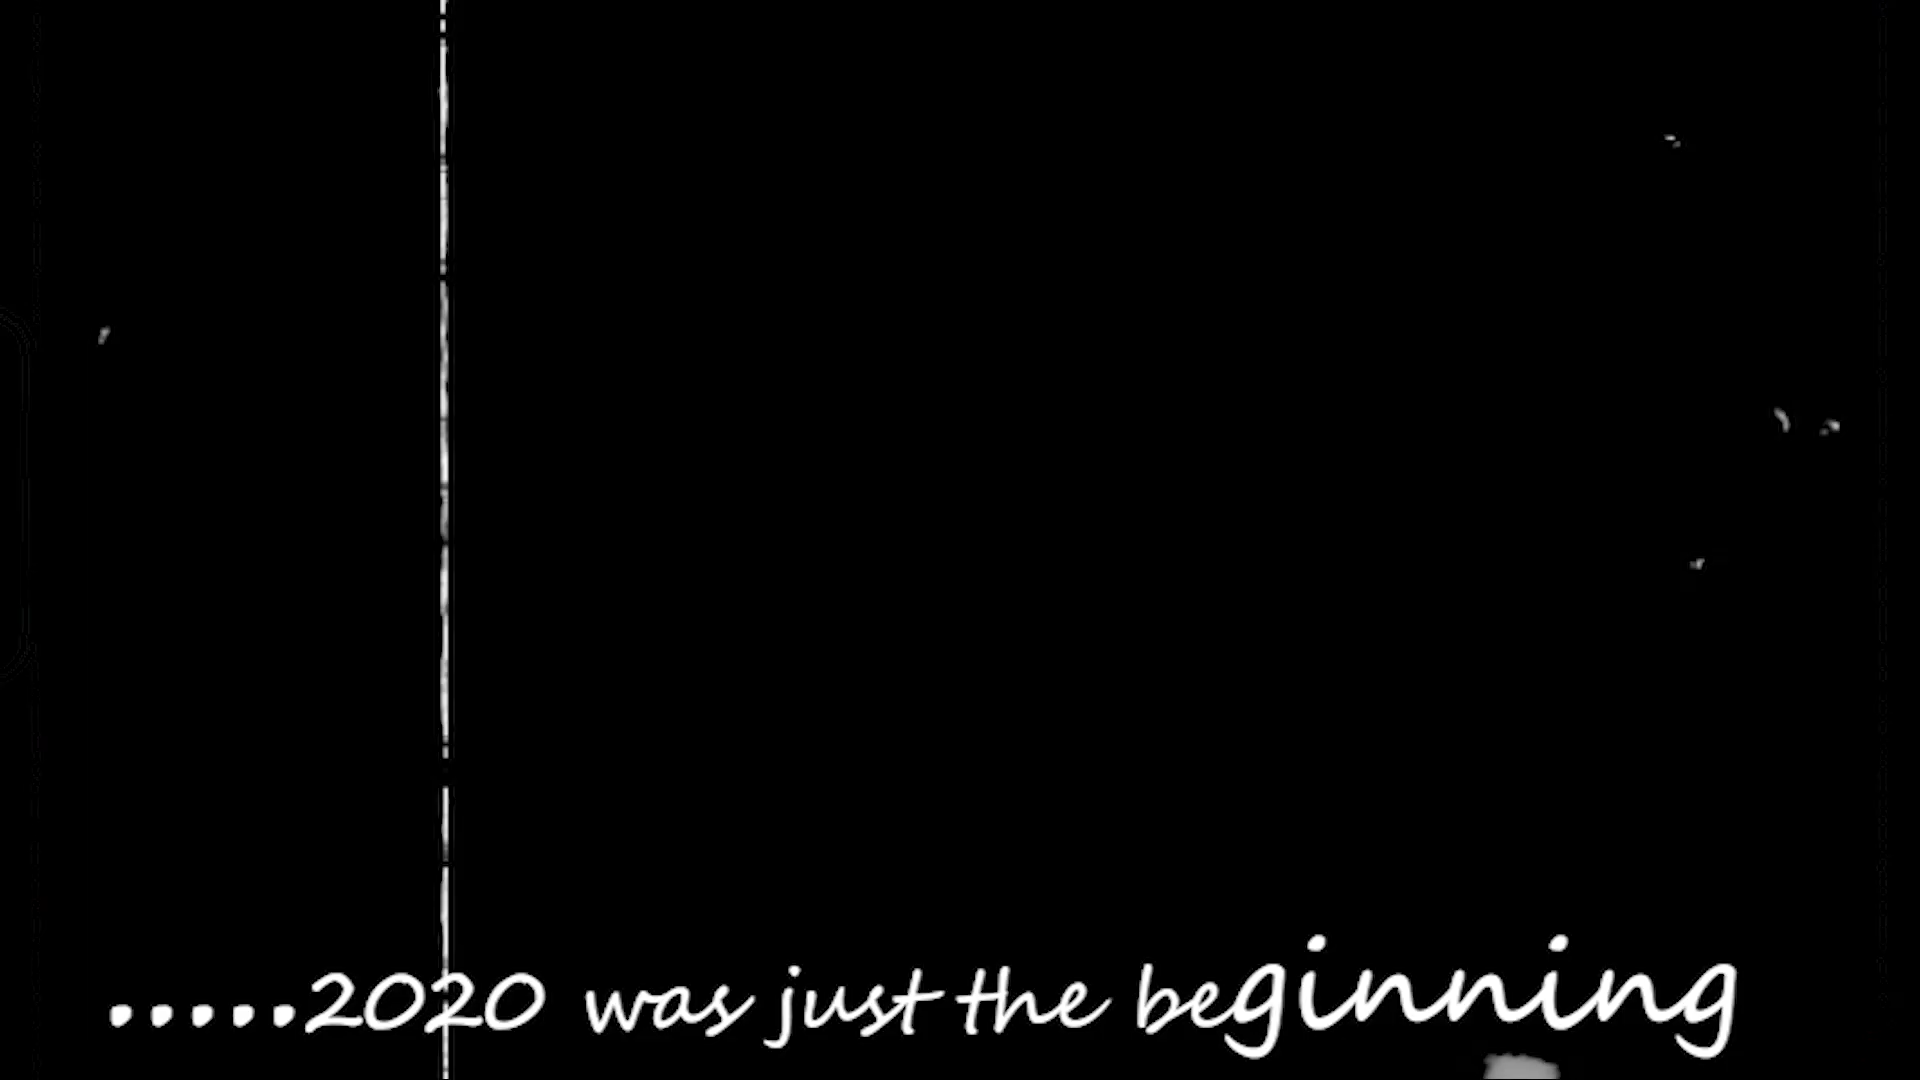 .....2020 was just the beginning